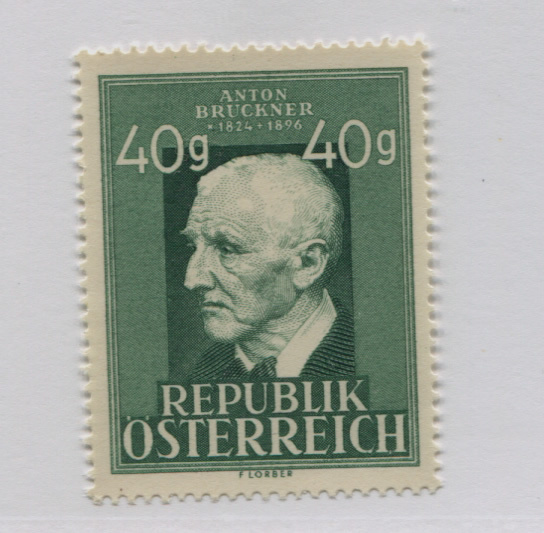 ANTON
BRUCKNER
* 1824 + 1896
40g 40g
REPUBLIK
ÖSTERREICH
F LORBER